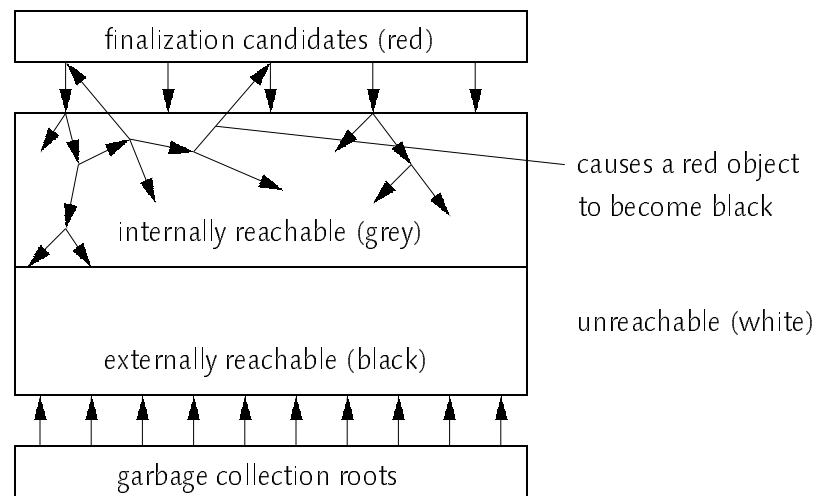 finalization candidates (red)
causes a red object
to become black
internally reachable (grey)
unreachable (white)
externally reachable (black)
garbage collection roots